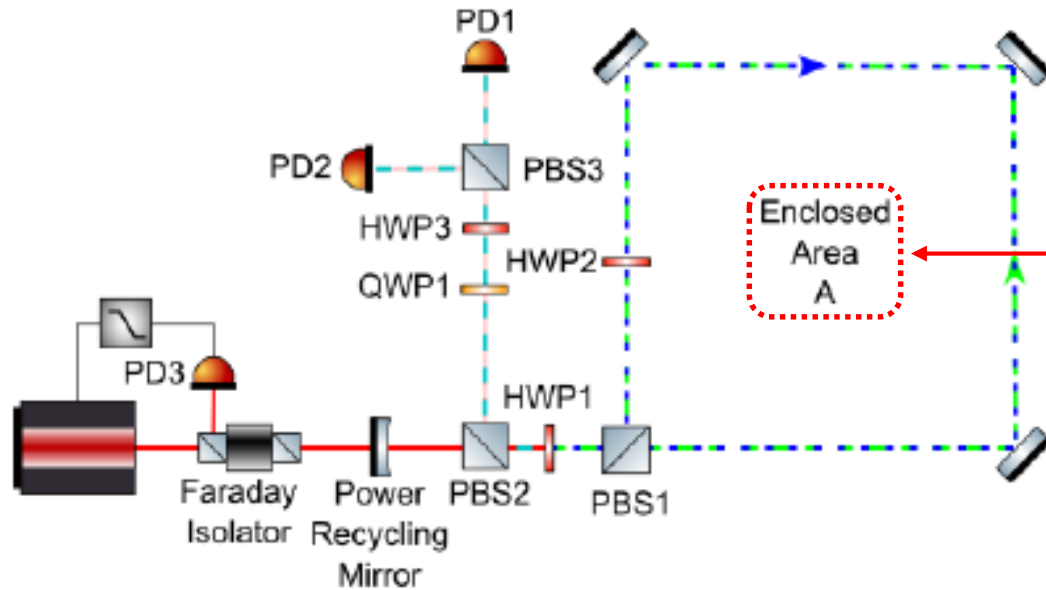 PD1
PD2
PBS3
HWP3
HWP2
Enclosed
Area
A
QWP1
PD3
HWP1
Faraday
Isolator
Power
Recycling
Mirror
PBS2
PBS1